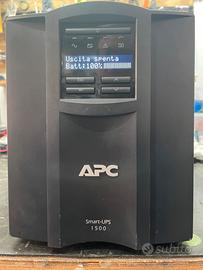 Uscita spenta
Batt:100%
APC
Smart-UPS
1500
subito